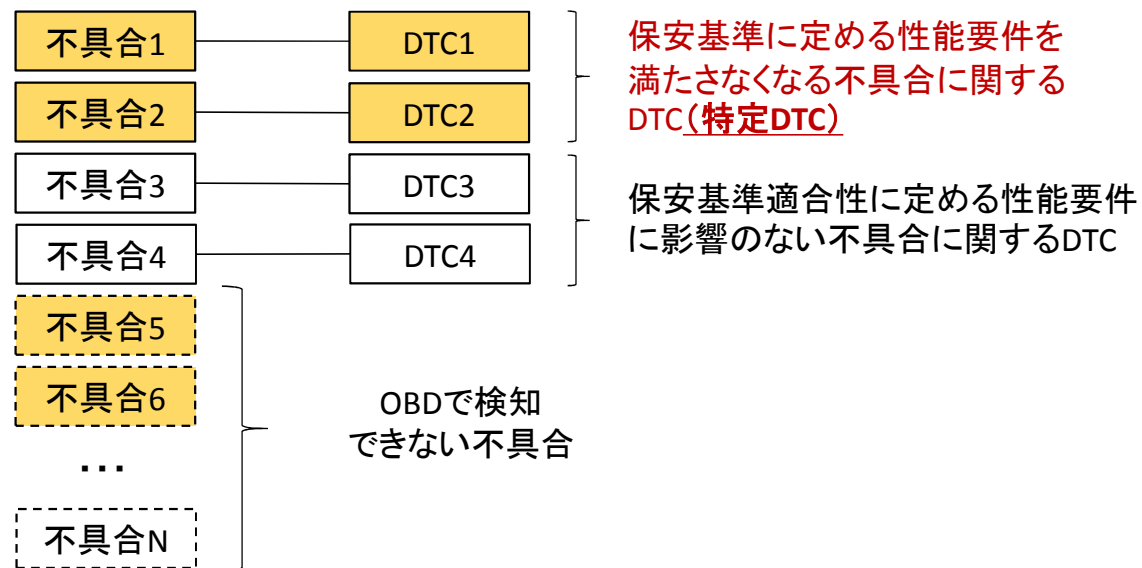 不具合1
DTC1
不具合2
DTC2
保安基準に定める性能要件を
満たさなくなる不具合に関する
DTC(特定DTC)
不具合3
DTC3
不具合4
DTC4
保安基準適合性に定める性能要件
に影響のない不具合に関するDTC
不具合5
不具合6
…
不具合N
OBDで検知
できない不具合